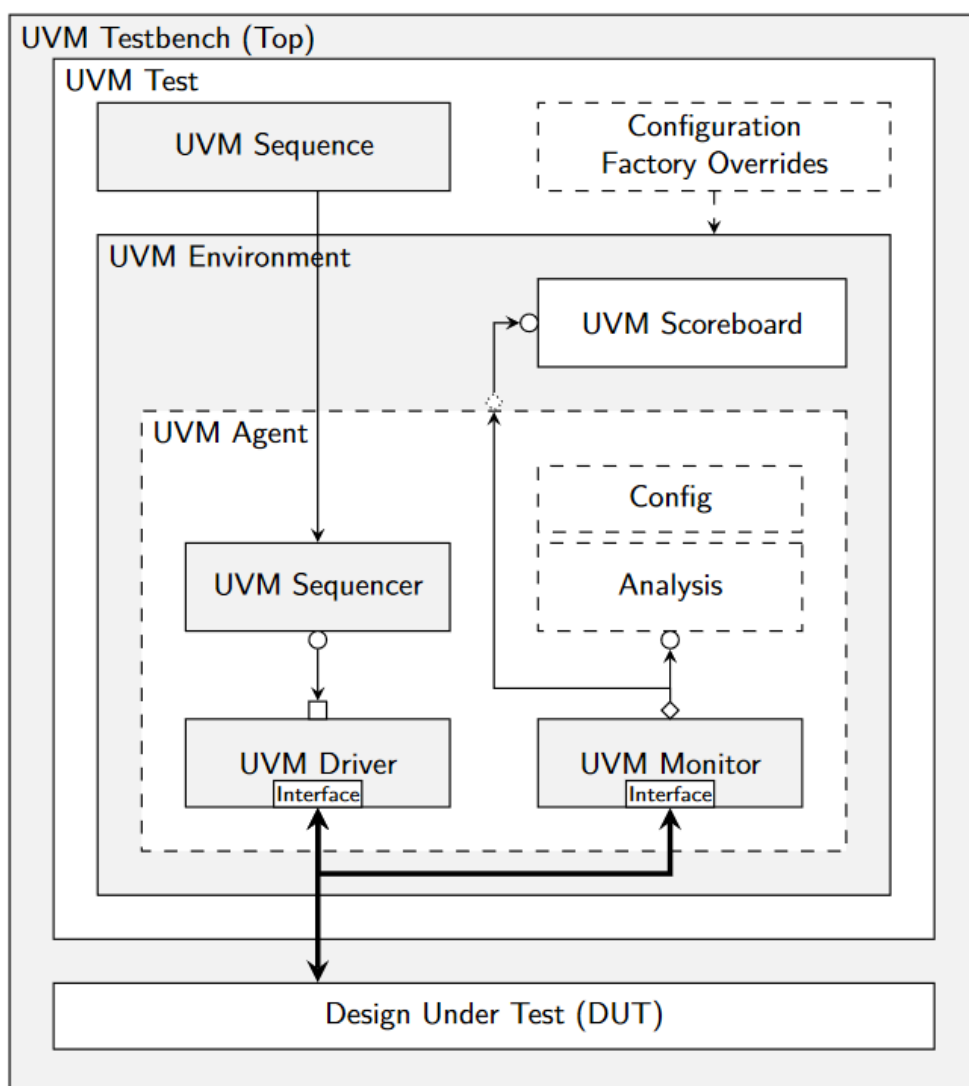 UVM Testbench (Top)
UVM Test
UVM Sequence
Configuration
Factory Overrides
UVM Environment
UVM Scoreboard
UVM Agent
Config
UVM Sequencer
Analysis
UVM Driver
Interface
UVM Monitor
Interface
Design Under Test (DUT)